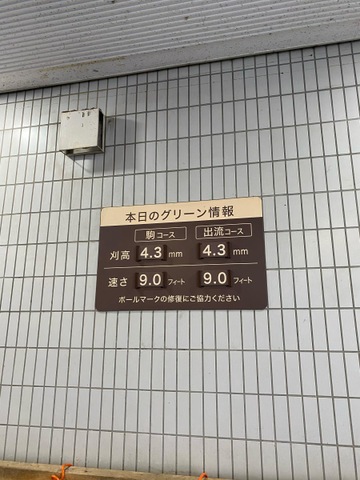 本日のグリーン情報
駒コース 出流コース
刈高 4.3 mm 4.3 mm
速さ 9.0 フィート 9.0 フィート
ボールマークの修復にご協力ください